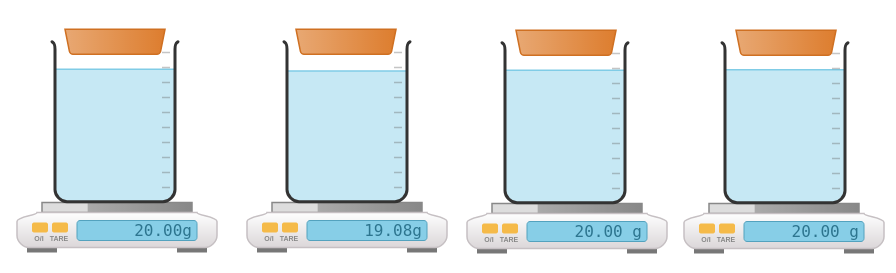 20.00g
O/I TARE
19.08g
O/I TARE
20.00 g
O/I TARE
20.00 g
O/I TARE